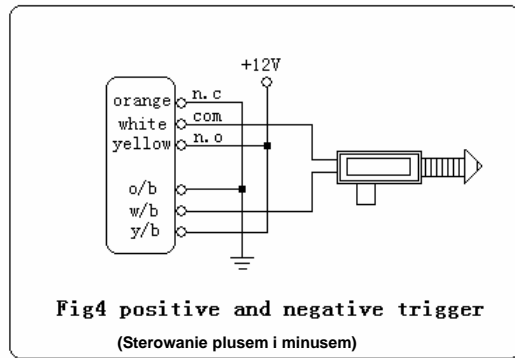 +12V
orange n.c
white com
yellow n.o
o/b
w/b
y/b
Fig4 positive and negative trigger
(Sterowanie plusem i minusem)